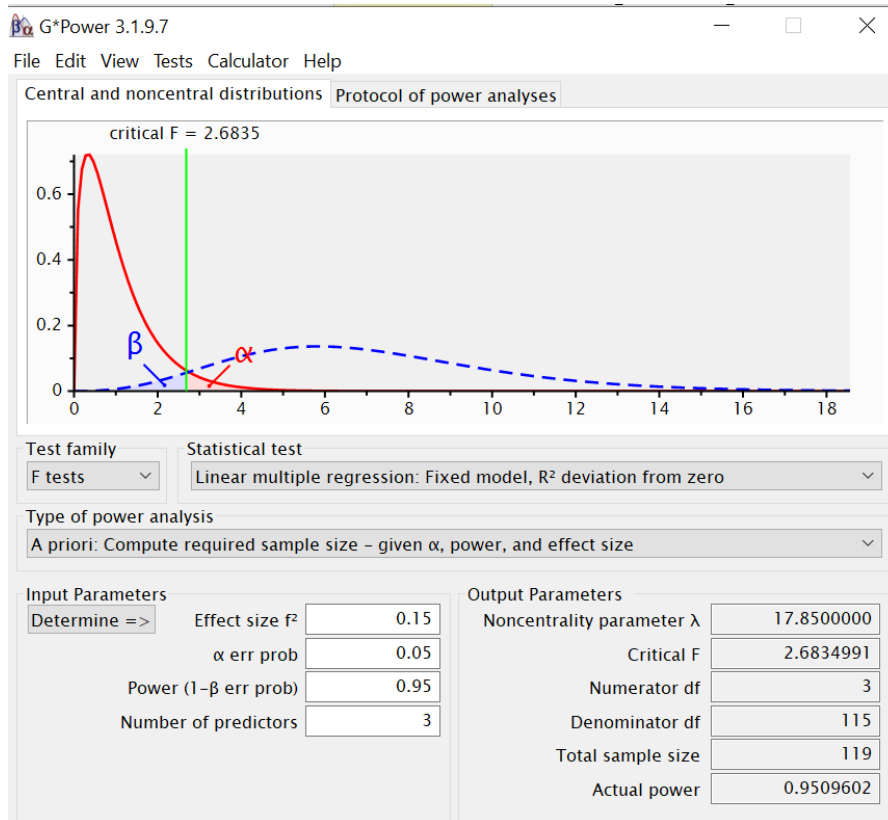 G*Power 3.1.9.7
File Edit View Tests Calculator Help
Central and noncentral distributions Protocol of power analyses
critical F = 2.6835
0.6
0.4
0.2
β α
0
0 2 4 6 8 10 12 14 16 18
Test family Statistical test
F tests Linear multiple regression: Fixed model, R² deviation from zero
Type of power analysis
A priori: Compute required sample size – given α, power, and effect size
Input Parameters Output Parameters
Determine => Effect size f² 0.15 Noncentrality parameter λ 17.8500000
α err prob 0.05 Critical F 2.6834991
Power (1-β err prob) 0.95 Numerator df 3
Number of predictors 3 Denominator df 115
Total sample size 119
Actual power 0.9509602